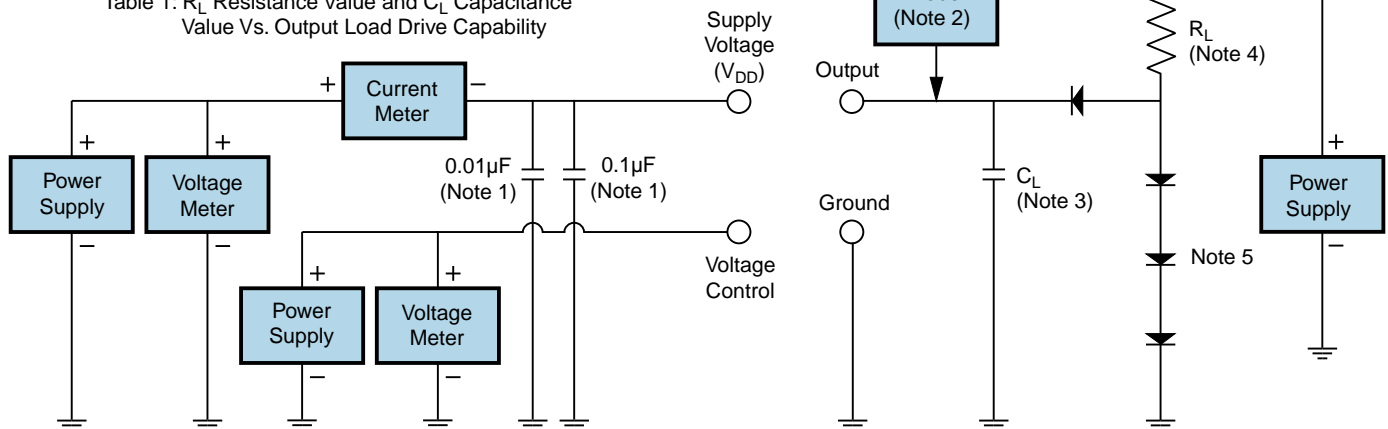 Table 1: RL Resistance Value and CL Capacitance
Value Vs. Output Load Drive Capability
Supply
Voltage
(VDD)
(Note 2)
RL
(Note 4)
Output
+
Current
Meter
–
+
Power
Supply
–
+
Voltage
Meter
–
0.01µF
(Note 1)
0.1µF
(Note 1)
CL
(Note 3)
+
Power
Supply
–
Ground
Note 5
Voltage
Control
+
Power
Supply
–
+
Voltage
Meter
–